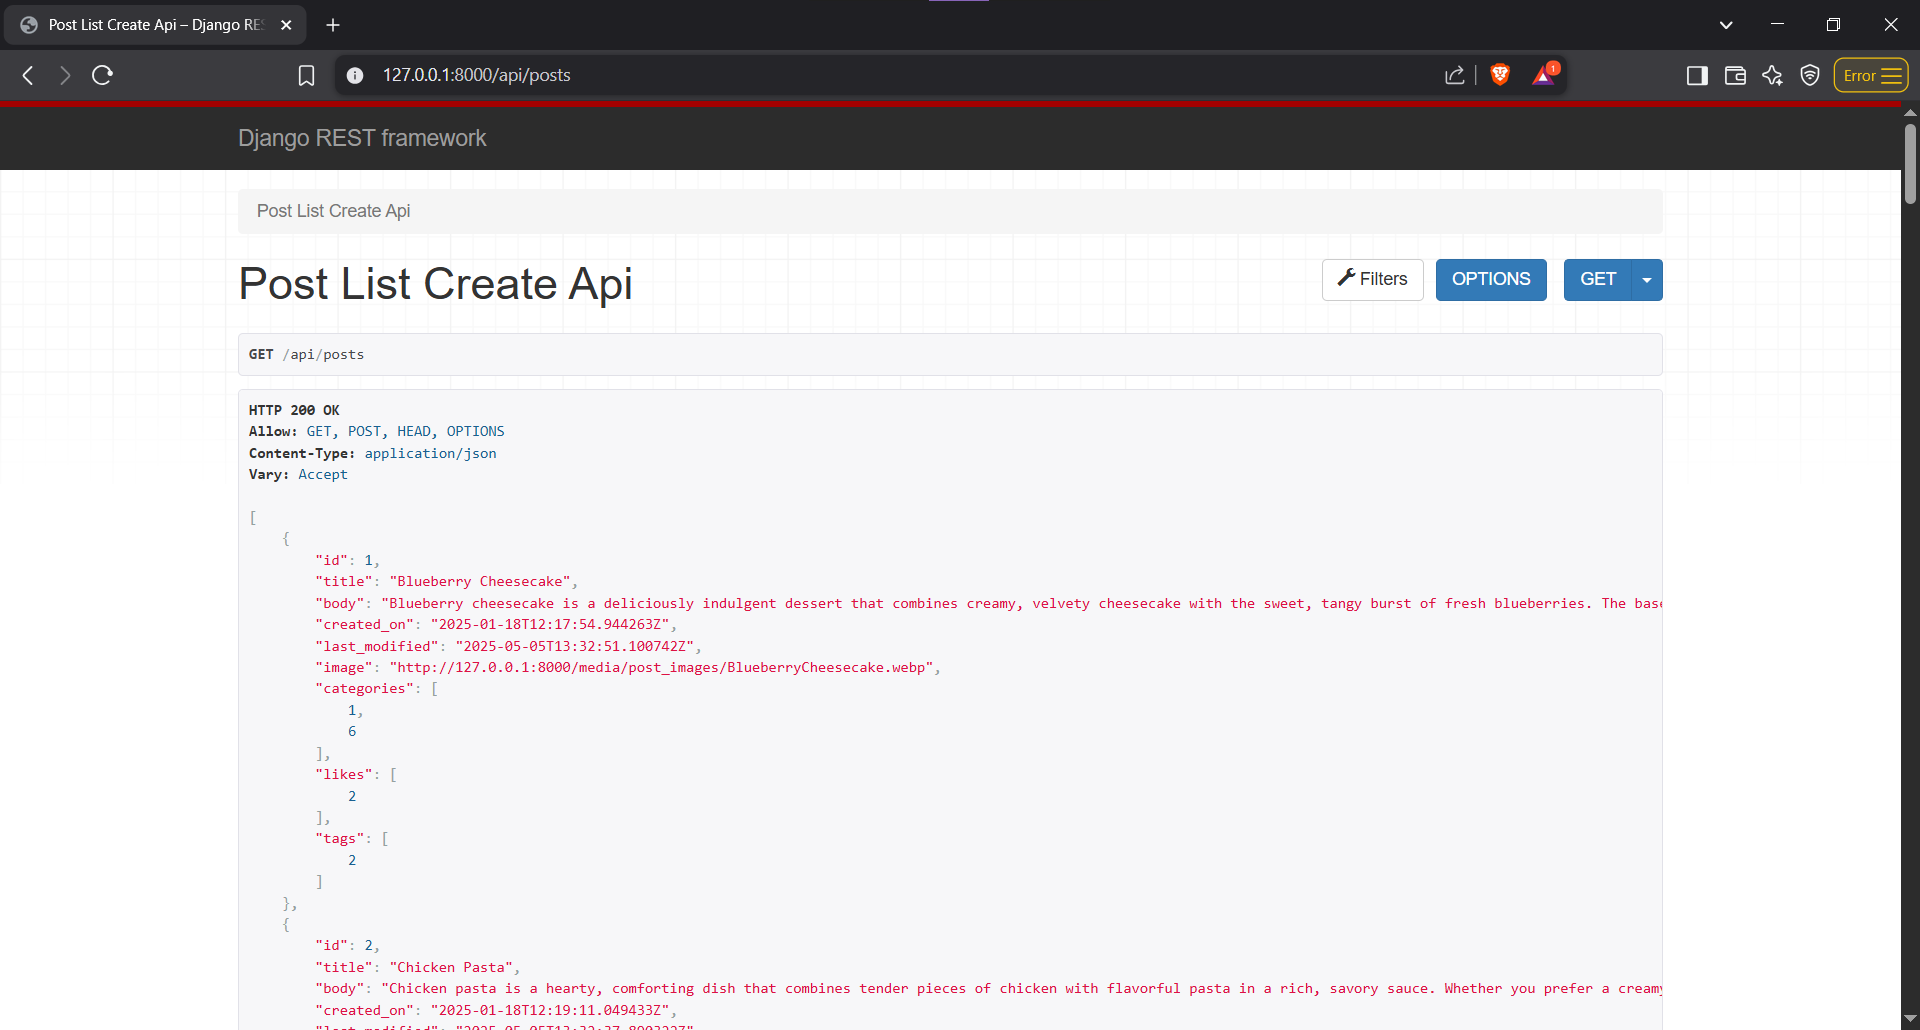 Post List Create Api – Django RES
127.0.0.1:8000/api/posts
1
Error
Django REST framework
Post List Create Api
Post List Create Api
Filters
OPTIONS
GET
GET /api/posts
HTTP 200 OK
Allow: GET, POST, HEAD, OPTIONS
Content-Type: application/json
Vary: Accept
[
{
"id": 1,
"title": "Blueberry Cheesecake",
"body": "Blueberry cheesecake is a deliciously indulgent dessert that combines creamy, velvety cheesecake with the sweet, tangy burst of fresh blueberries. The base
"created_on": "2025-01-18T12:17:54.944263Z",
"last_modified": "2025-05-05T13:32:51.100742Z",
"image": "http://127.0.0.1:8000/media/post_images/BlueberryCheesecake.webp",
"categories": [
1,
6
],
"likes": [
2
],
"tags": [
2
]
},
{
"id": 2,
"title": "Chicken Pasta",
"body": "Chicken pasta is a hearty, comforting dish that combines tender pieces of chicken with flavorful pasta in a rich, savory sauce. Whether you prefer a creamy
"created_on": "2025-01-18T12:19:11.049433Z",